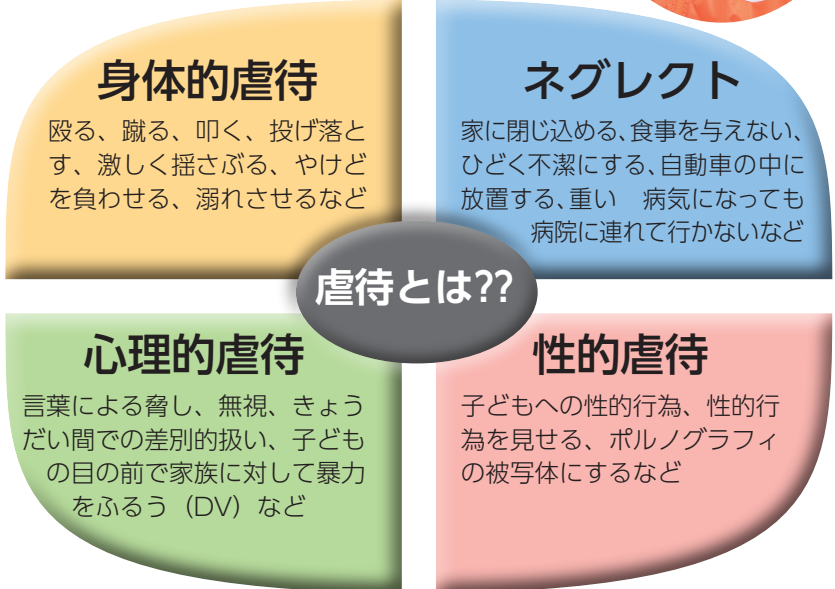 身体的虐待
殴る、蹴る、叩く、投げ落と
す、激しく揺さぶる、やけど
を負わせる、溺れさせるなど
ネグレクト
家に閉じ込める、食事を与えない、
ひどく不潔にする、自動車の中に
放置する、重い　病気になっても
病院に連れて行かないなど
虐待とは??
心理的虐待
言葉による脅し、無視、きょう
だい間での差別的扱い、子ども
の目の前で家族に対して暴力
をふるう（DV）など
性的虐待
子どもへの性的行為、性的行
為を見せる、ポルノグラフィ
の被写体にするなど